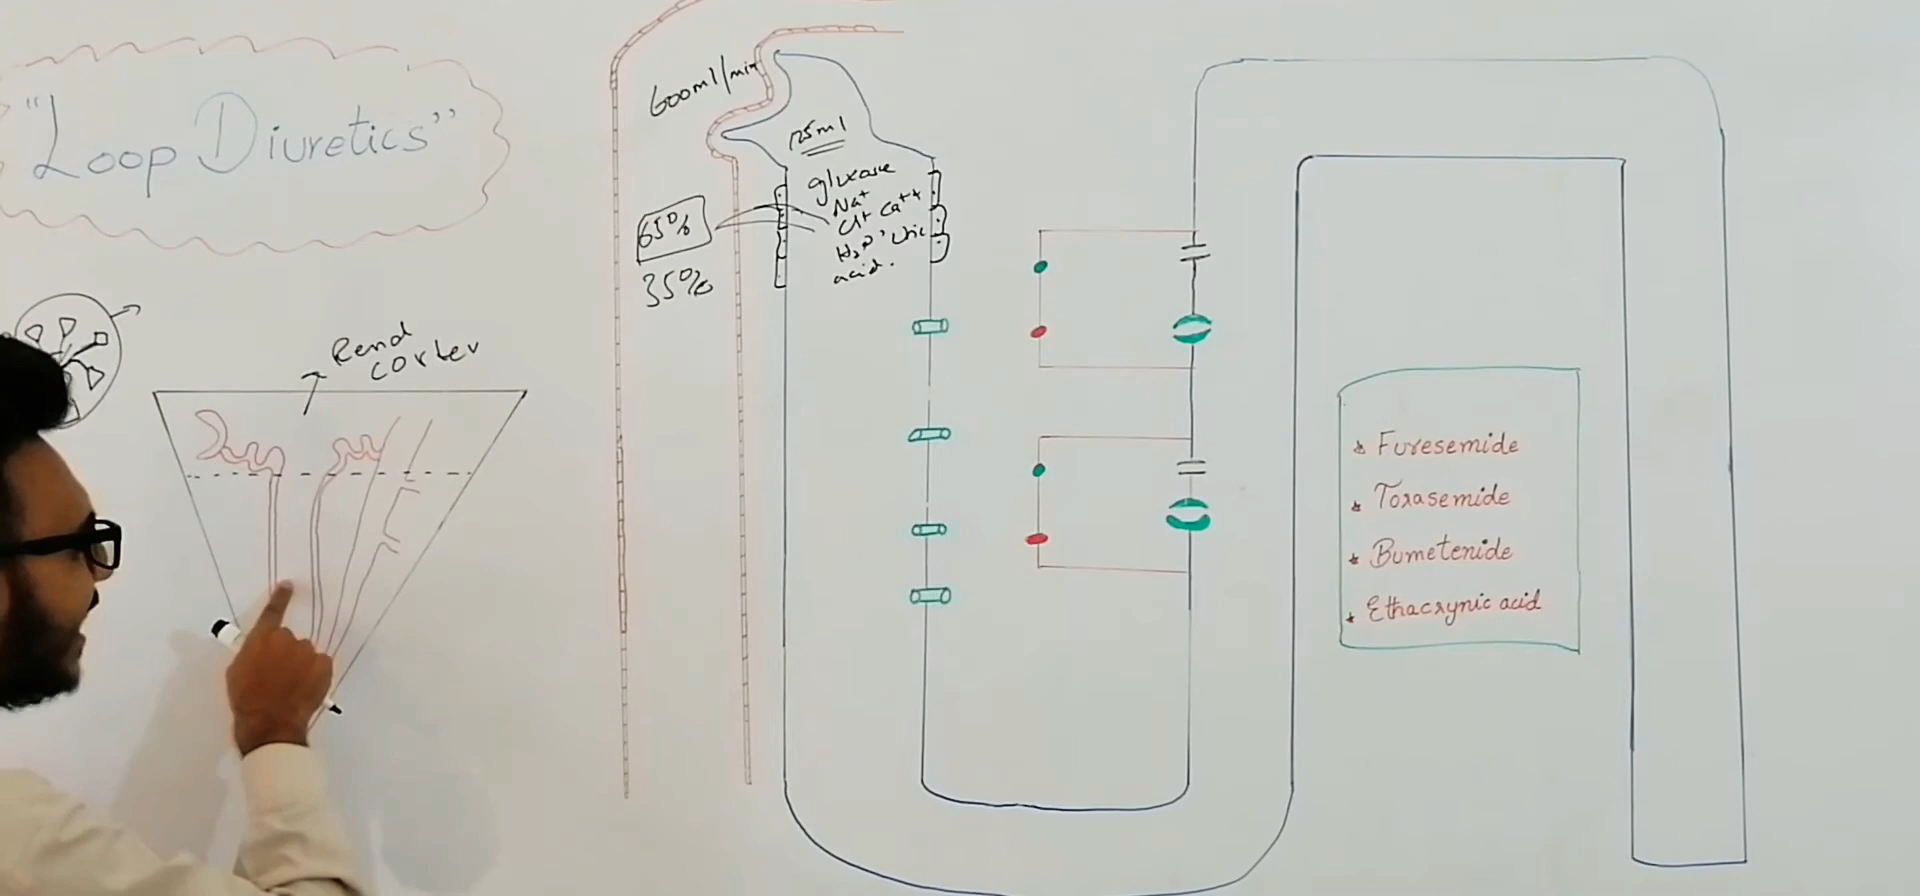 "Loop Diuretics"
600ml/min
125ml
glucose
Na+
Cl+ Ca++
H2O, Uric
acid.
65%
35%
Renal
cortex
* Furesemide
* Torasemide
* Bumetenide
* Ethacrynic acid